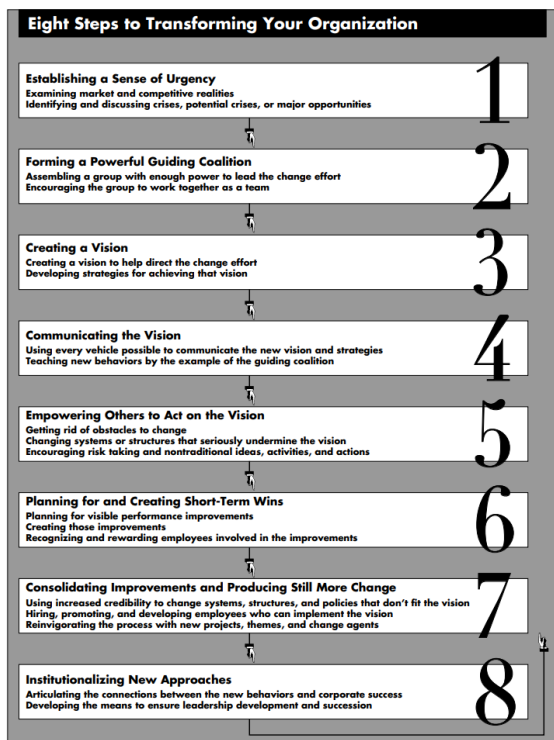 Eight Steps to Transforming Your Organization
1
Establishing a Sense of Urgency
Examining market and competitive realities
Identifying and discussing crises, potential crises, or major opportunities
2
Forming a Powerful Guiding Coalition
Assembling a group with enough power to lead the change effort
Encouraging the group to work together as a team
3
Creating a Vision
Creating a vision to help direct the change effort
Developing strategies for achieving that vision
4
Communicating the Vision
Using every vehicle possible to communicate the new vision and strategies
Teaching new behaviors by the example of the guiding coalition
5
Empowering Others to Act on the Vision
Getting rid of obstacles to change
Changing systems or structures that seriously undermine the vision
Encouraging risk taking and nontraditional ideas, activities, and actions
6
Planning for and Creating Short-Term Wins
Planning for visible performance improvements
Creating those improvements
Recognizing and rewarding employees involved in the improvements
7
Consolidating Improvements and Producing Still More Change
Using increased credibility to change systems, structures, and policies that don't fit the vision
Hiring, promoting, and developing employees who can implement the vision
Reinvigorating the process with new projects, themes, and change agents
8
Institutionalizing New Approaches
Articulating the connections between the new behaviors and corporate success
Developing the means to ensure leadership development and succession